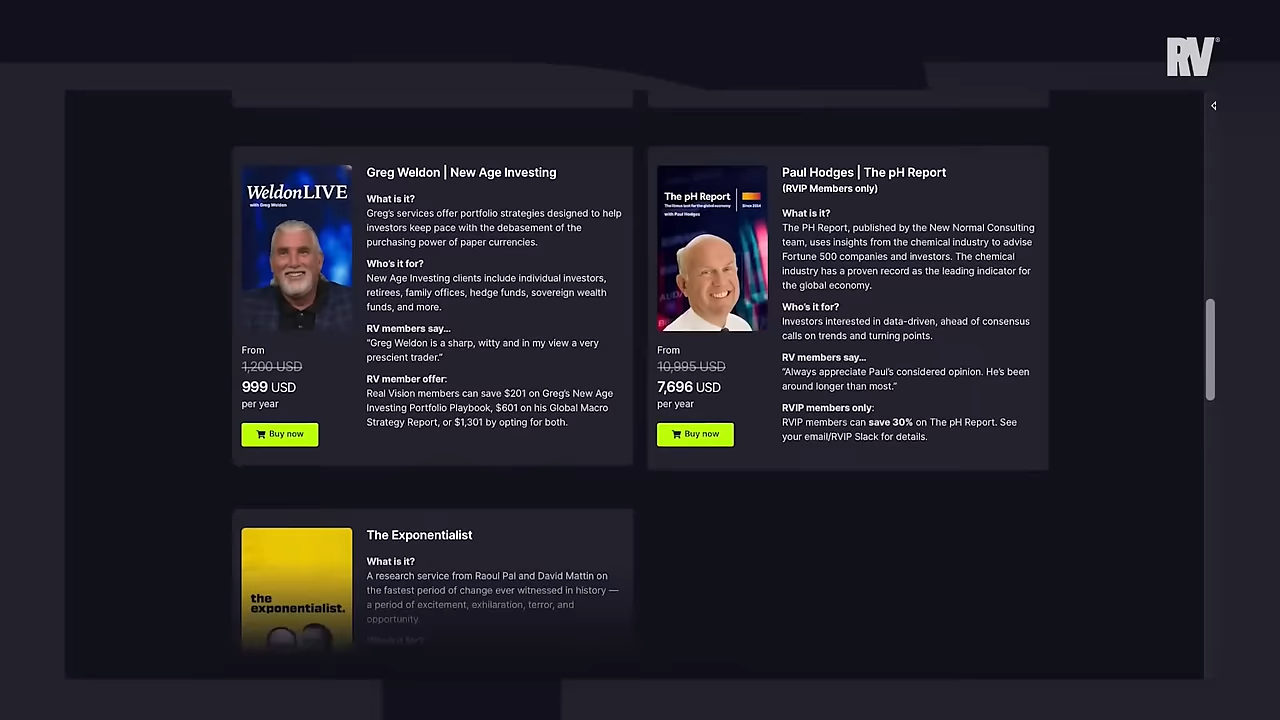 RV
WeldonLIVE
with Greg Weldon
From
1,200 USD
999 USD
per year
Buy now
Greg Weldon | New Age Investing
What is it?
Greg's services offer portfolio strategies designed to help
investors keep pace with the debasement of the
purchasing power of paper currencies.
Who's it for?
New Age Investing clients include individual investors,
retirees, family offices, hedge funds, sovereign wealth
funds, and more.
RV members say...
“Greg Weldon is a sharp, witty and in my view a very
prescient trader.”
RV member offer:
Real Vision members can save $201 on Greg's New Age
Investing Portfolio Playbook, $601 on his Global Macro
Strategy Report, or $1,301 by opting for both.
The pH Report
Since 2014
The litmus test for the global economy
with Paul Hodges
From
10,995 USD
7,696 USD
per year
Buy now
Paul Hodges | The pH Report
(RVIP Members only)
What is it?
The PH Report, published by the New Normal Consulting
team, uses insights from the chemical industry to advise
Fortune 500 companies and investors. The chemical
industry has a proven record as the leading indicator for
the global economy.
Who's it for?
Investors interested in data-driven, ahead of consensus
calls on trends and turning points.
RV members say...
“Always appreciate Paul's considered opinion. He's been
around longer than most.”
RVIP members only:
RVIP members can save 30% on The pH Report. See
your email/RVIP Slack for details.
the
exponentialist.
The Exponentialist
What is it?
A research service from Raoul Pal and David Mattin on
the fastest period of change ever witnessed in history —
a period of excitement, exhilaration, terror, and
opportunity.
Who's it for?